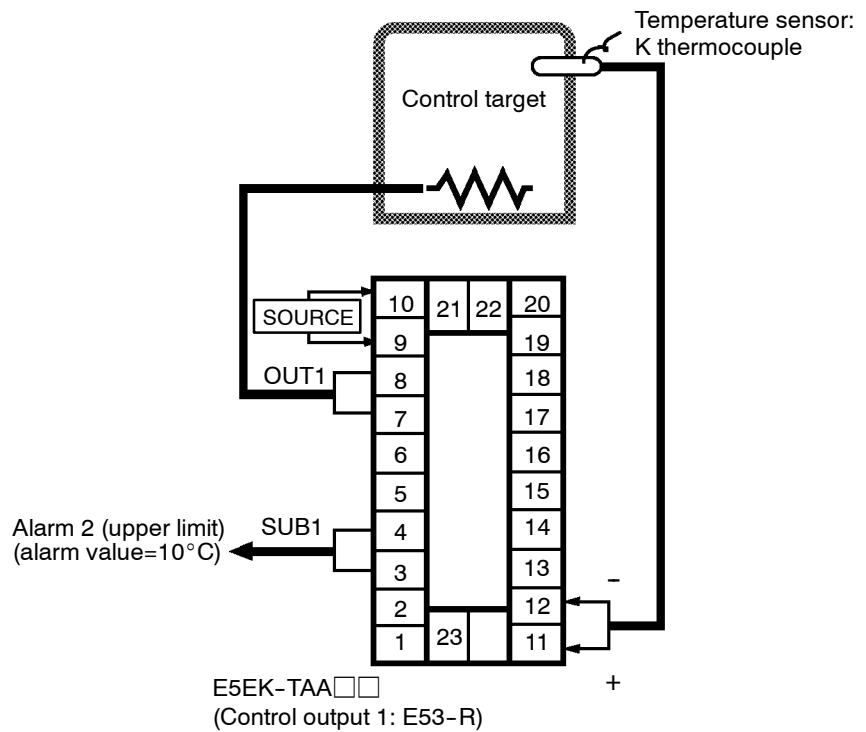 Temperature sensor:
K thermocouple
Control target
10 21 22 20
SOURCE
9 19
OUT1
8 18
7 17
6 16
5 15
Alarm 2 (upper limit)
(alarm value=10°C)
SUB1
4 14
3 13
−
2 12
1 23 11
+
E5EK-TAA□□
(Control output 1: E53-R)